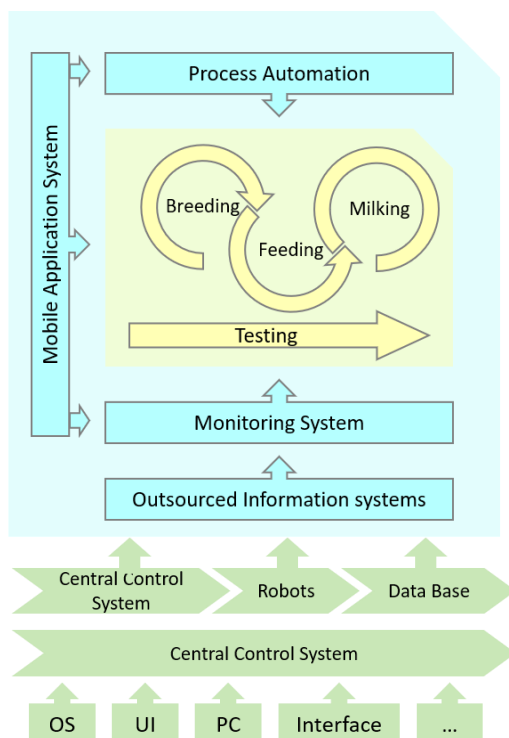 Process Automation
Mobile Application System
Breeding
Milking
Feeding
Testing
Monitoring System
Outsourced Information systems
Central Control
System
Robots
Data Base
Central Control System
OS
UI
PC
Interface
...